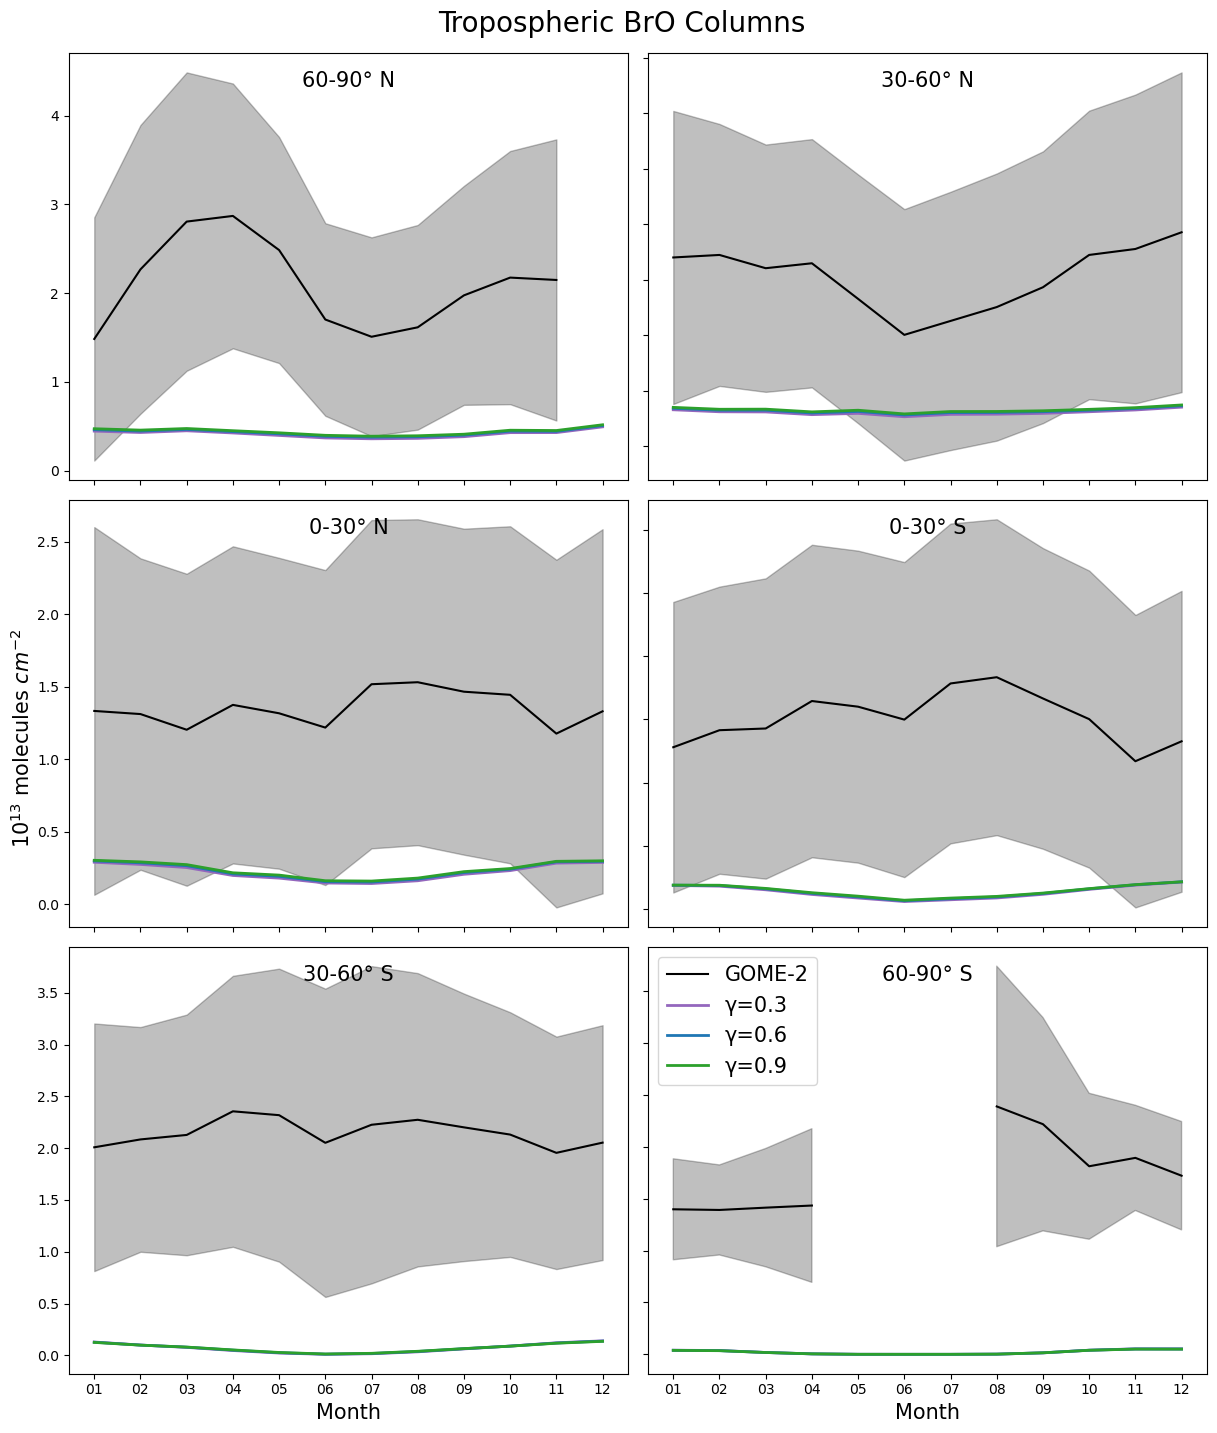 Tropospheric BrO Columns
60-90° N
30-60° N
4
3
2
1
0
0-30° N
0-30° S
2.5
2.0
1.5
1.0
0.5
0.0
10¹³ molecules cm⁻²
30-60° S
60-90° S
3.5
3.0
2.5
2.0
1.5
1.0
0.5
0.0
GOME-2
γ=0.3
γ=0.6
γ=0.9
01 02 03 04 05 06 07 08 09 10 11 12
01 02 03 04 05 06 07 08 09 10 11 12
Month
Month